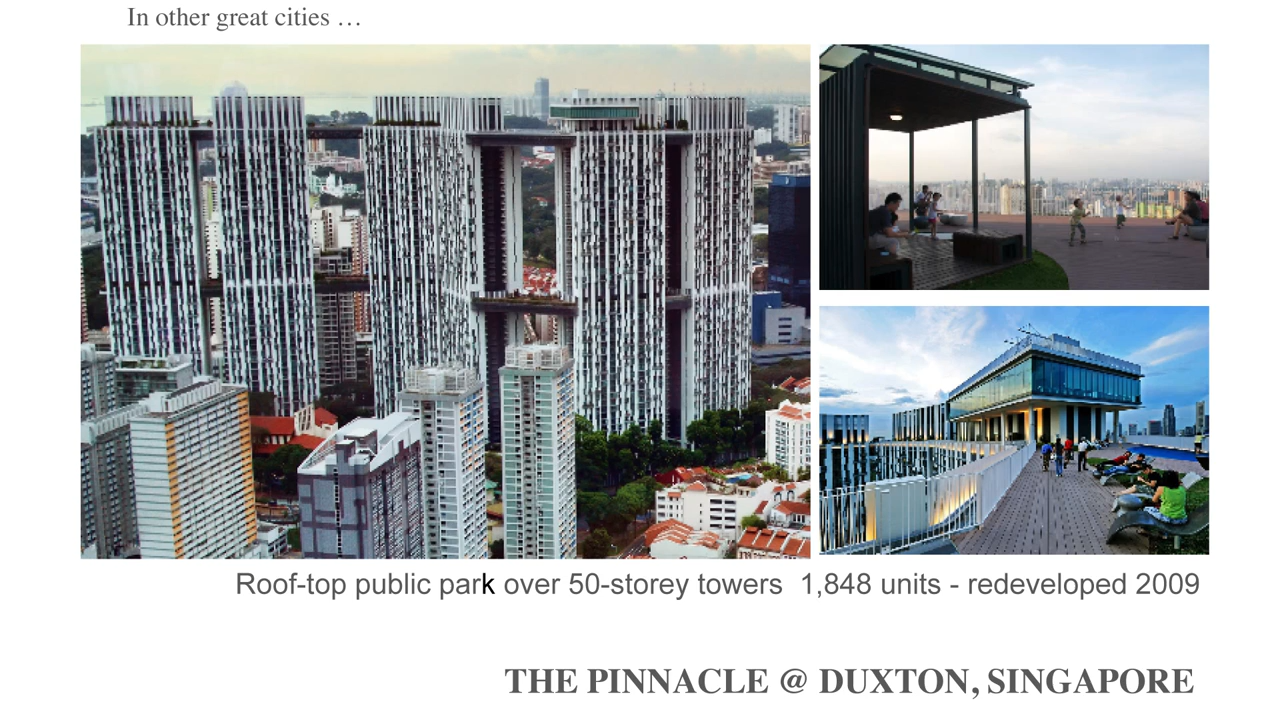 In other great cities …
Roof-top public park over 50-storey towers  1,848 units - redeveloped 2009
THE PINNACLE @ DUXTON, SINGAPORE